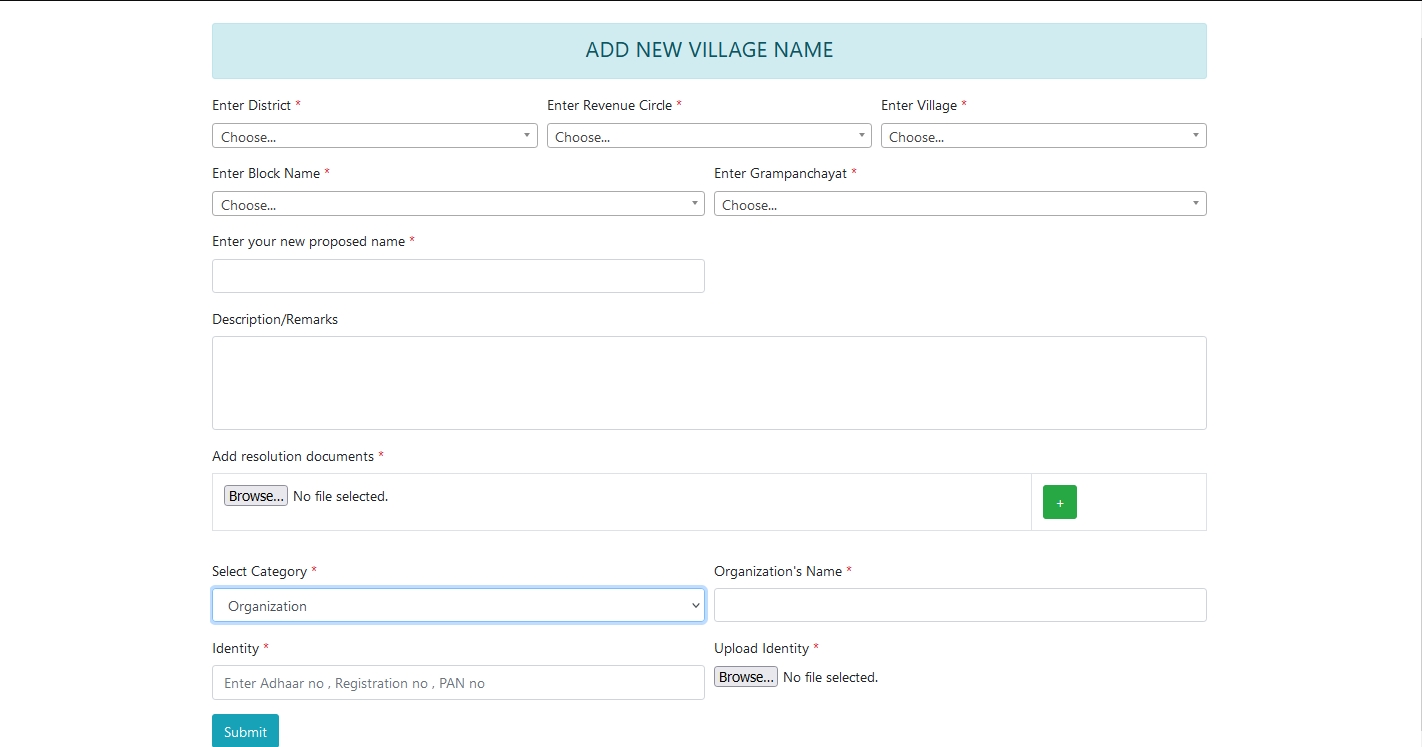 ADD NEW VILLAGE NAME
Enter District * Enter Revenue Circle * Enter Village *
Choose... Choose... Choose...
Enter Block Name * Enter Grampanchayat *
Choose... Choose...
Enter your new proposed name *
Description/Remarks
Add resolution documents *
Browse... No file selected. +
Select Category * Organization's Name *
Organization
Identity * Upload Identity *
Enter Adhaar no , Registration no , PAN no Browse... No file selected.
Submit